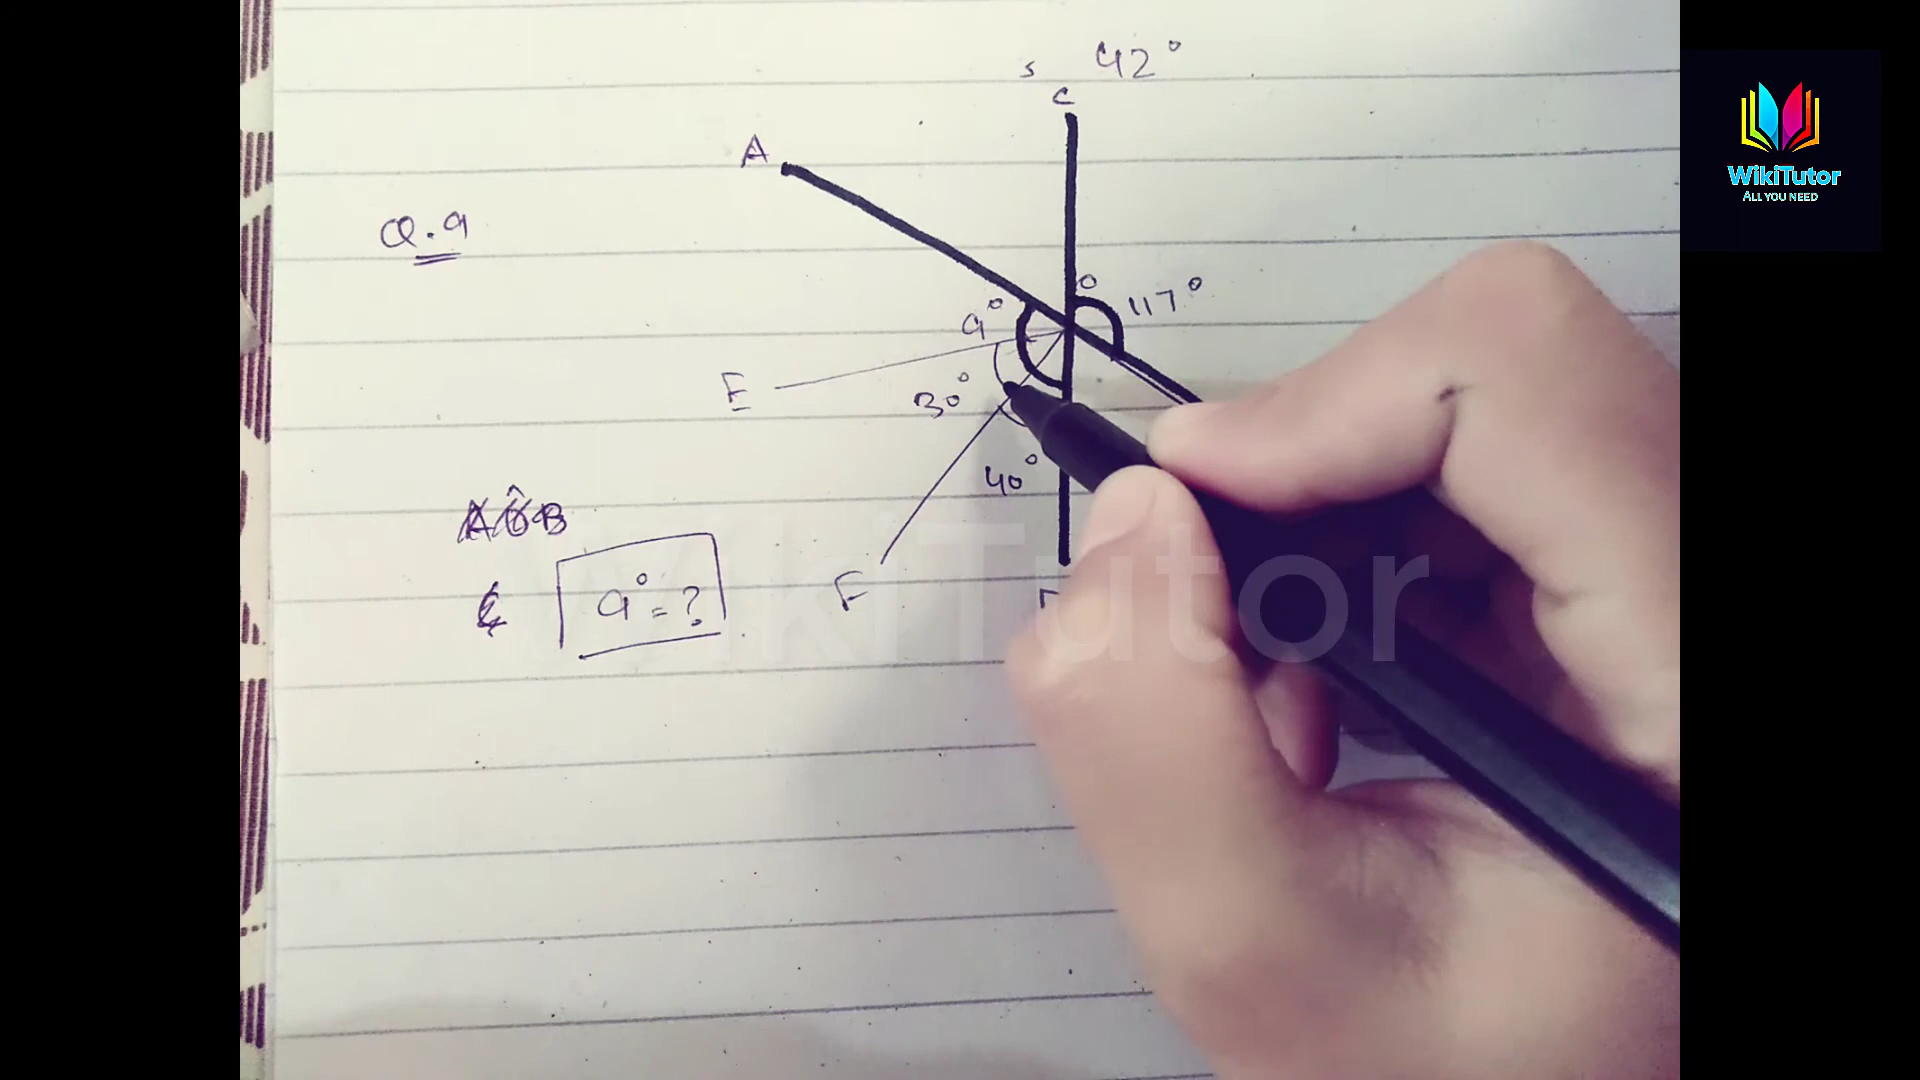 S 42°
C
A
Q.9
O
117°
a°
E
30°
40°
AÔB
F
a° = ?
WikiTutor
WikiTutor
ALL YOU NEED